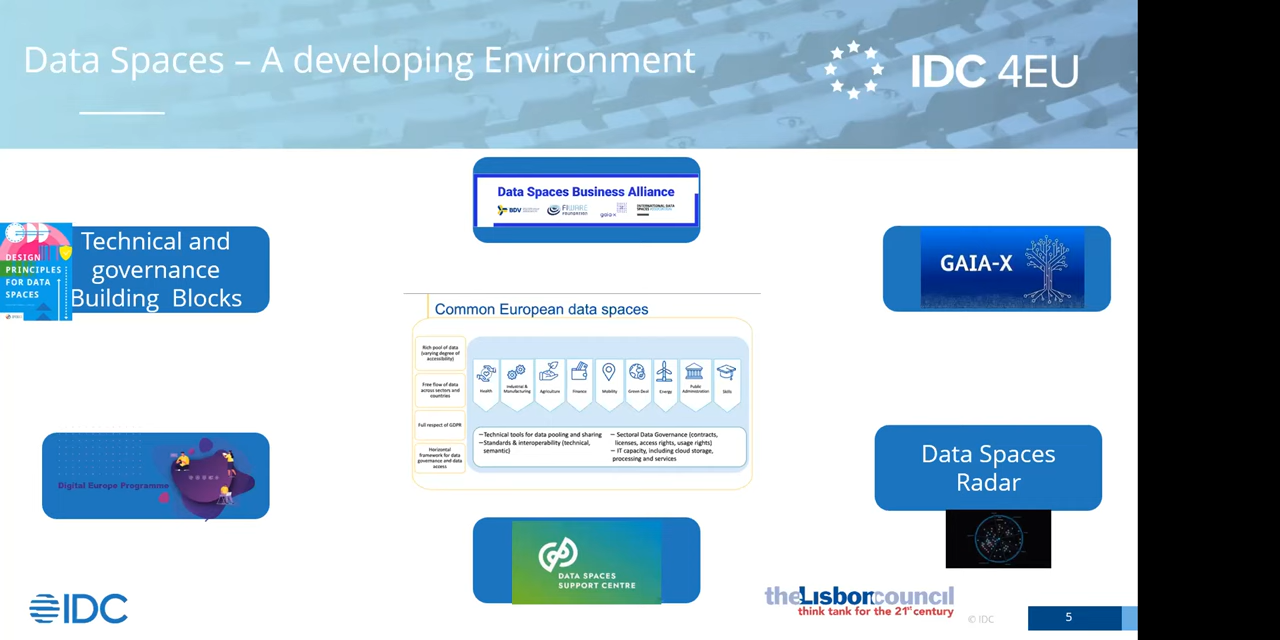 Data Spaces – A developing Environment
IDC 4EU
Data Spaces Business Alliance
BDV
FIWARE
FOUNDATION
gaia-x
INTERNATIONAL DATA
SPACES ASSOCIATION
DESIGN
PRINCIPLES
FOR DATA
SPACES
Technical and
governance
Building Blocks
GAIA-X
Common European data spaces
Rich pool of data
(varying degree of
accessibility)
Free flow of data
across sectors and
countries
Full respect of GDPR
Horizontal
framework for data
governance and data
access
Health
Industrial &
Manufacturing
Agriculture
Finance
Mobility
Green Deal
Energy
Public
Administration
Skills
—Technical tools for data pooling and sharing
—Standards & interoperability (technical,
semantic)
— Sectoral Data Governance (contracts,
licenses, access rights, usage rights)
— IT capacity, including cloud storage,
processing and services
Digital Europe Programme
Data Spaces
Radar
DATA SPACES
SUPPORT CENTRE
IDC
theLisboncouncil
think tank for the 21st century
© IDC
5